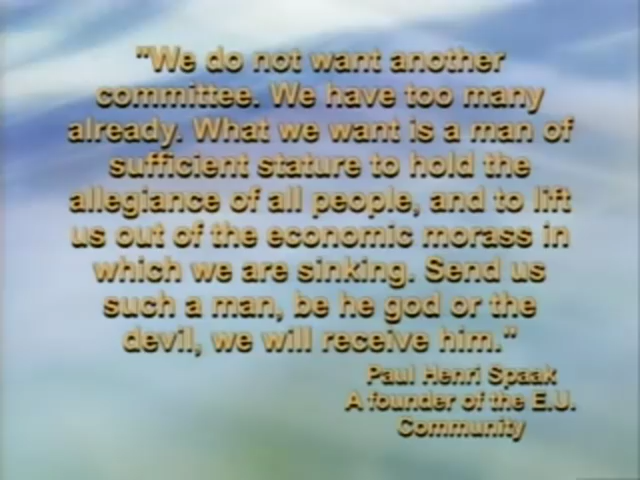 "We do not want another
committee. We have too many
already. What we want is a man of
sufficient stature to hold the
allegiance of all people, and to lift
us out of the economic morass in
which we are sinking. Send us
such a man, be he god or the
devil, we will receive him."
Paul Henri Spaak
A founder of the E.U.
Community